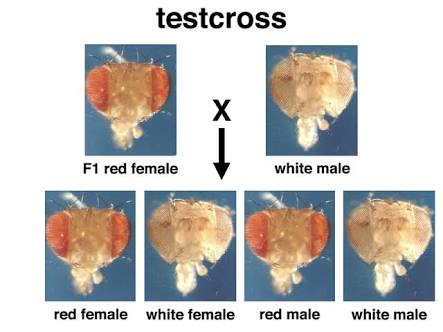 testcross
X
F1 red female
white male
red female
white female
red male
white male